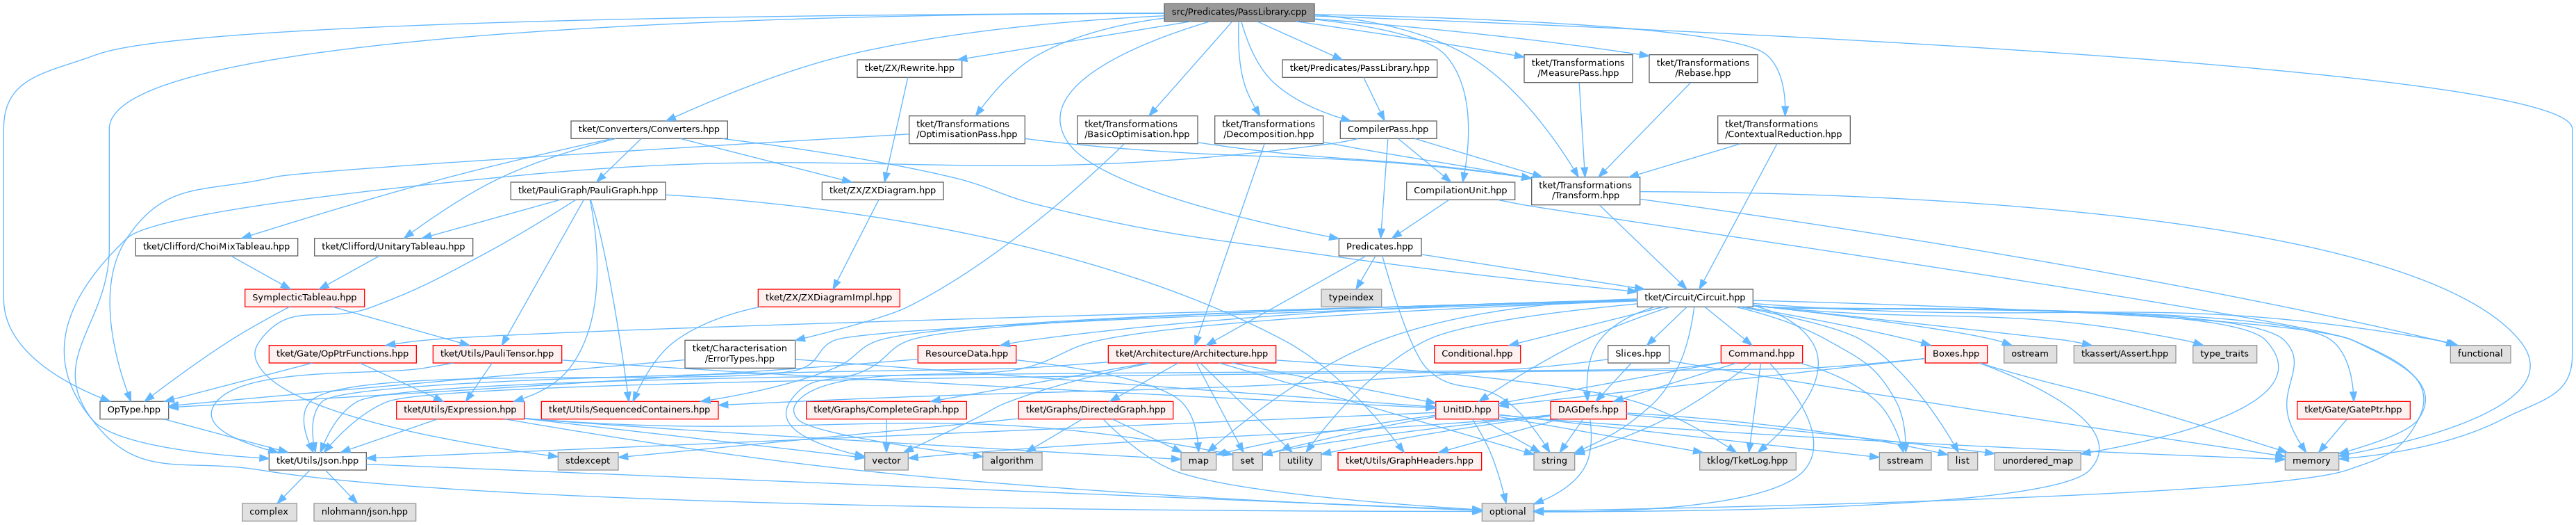 src/Predicates/PassLibrary.cpp
tket/ZX/Rewrite.hpp
tket/Predicates/PassLibrary.hpp
tket/Transformations
/MeasurePass.hpp
tket/Transformations
/Rebase.hpp
tket/Converters/Converters.hpp
tket/Transformations
/OptimisationPass.hpp
tket/Transformations
/BasicOptimisation.hpp
tket/Transformations
/Decomposition.hpp
CompilerPass.hpp
tket/Transformations
/ContextualReduction.hpp
tket/PauliGraph/PauliGraph.hpp
tket/ZX/ZXDiagram.hpp
CompilationUnit.hpp
tket/Transformations
/Transform.hpp
tket/Clifford/ChoiMixTableau.hpp
tket/Clifford/UnitaryTableau.hpp
Predicates.hpp
SymplecticTableau.hpp
tket/ZX/ZXDiagramImpl.hpp
typeindex
tket/Circuit/Circuit.hpp
tket/Gate/OpPtrFunctions.hpp
tket/Utils/PauliTensor.hpp
tket/Characterisation
/ErrorTypes.hpp
ResourceData.hpp
tket/Architecture/Architecture.hpp
Conditional.hpp
Slices.hpp
Command.hpp
Boxes.hpp
ostream
tkassert/Assert.hpp
type_traits
functional
OpType.hpp
tket/Utils/Expression.hpp
tket/Utils/SequencedContainers.hpp
tket/Graphs/CompleteGraph.hpp
tket/Graphs/DirectedGraph.hpp
UnitID.hpp
DAGDefs.hpp
tket/Gate/GatePtr.hpp
tket/Utils/Json.hpp
stdexcept
vector
algorithm
map
set
utility
tket/Utils/GraphHeaders.hpp
string
tklog/TketLog.hpp
sstream
list
unordered_map
memory
complex
nlohmann/json.hpp
optional